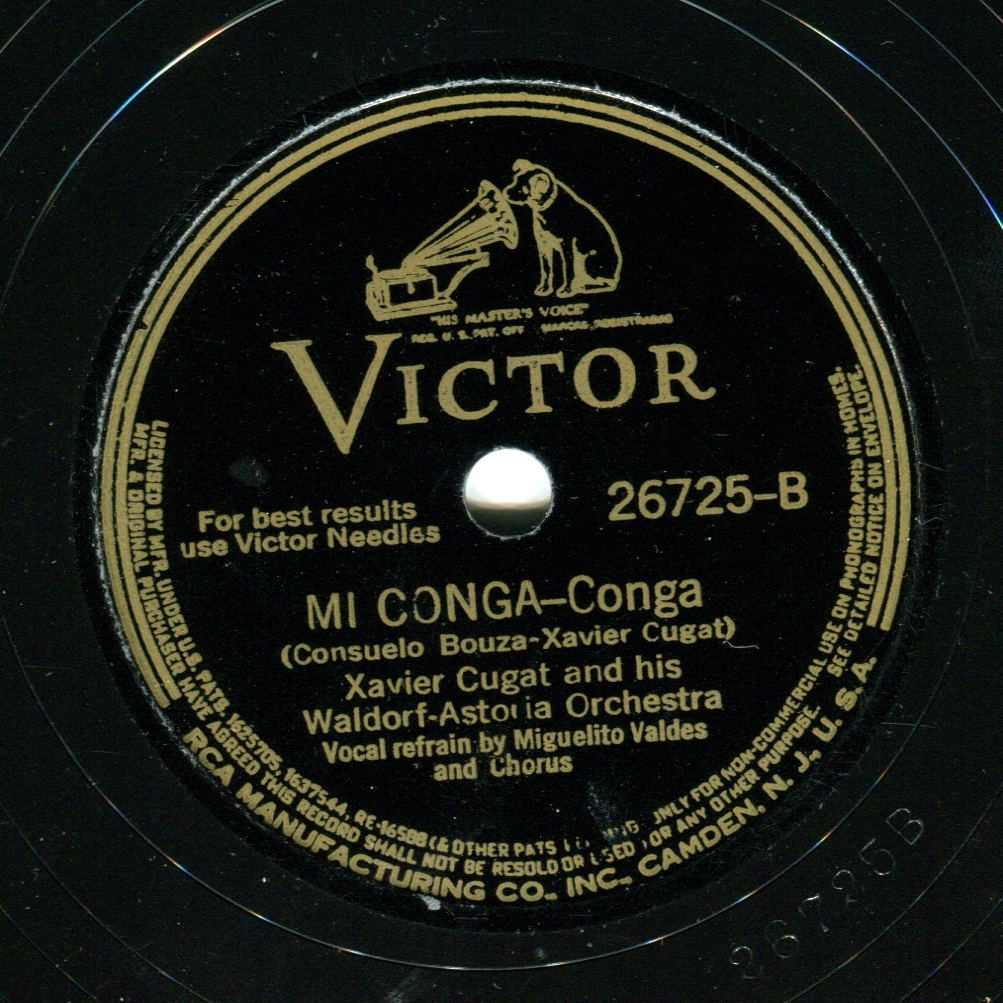 "HIS MASTER'S VOICE"
REG. U. S. PAT. OFF. MARCAS REGISTRADAS
VICTOR
For best results
use Victor Needles
26725-B
MI CONGA-Conga
(Consuelo Bouza-Xavier Cugat)
Xavier Cugat and his
Waldorf-Astoria Orchestra
Vocal refrain by Miguelito Valdes
and Chorus
LICENSED BY MFR. UNDER U.S. PATS. 1625705, 1637544, RE-16588 (& OTHER PATS ONLY FOR NON-COMMERCIAL USE ON PHONOGRAPHS IN HOMES.
MFR. & ORIGINAL PURCHASER HAVE AGREED THIS RECORD SHALL NOT BE RESOLD OR USED FOR ANY OTHER PURPOSE. SEE DETAILED NOTICE ON ENVELOPE.
RCA MANUFACTURING CO., INC., CAMDEN, N. J., U. S. A.
26725B